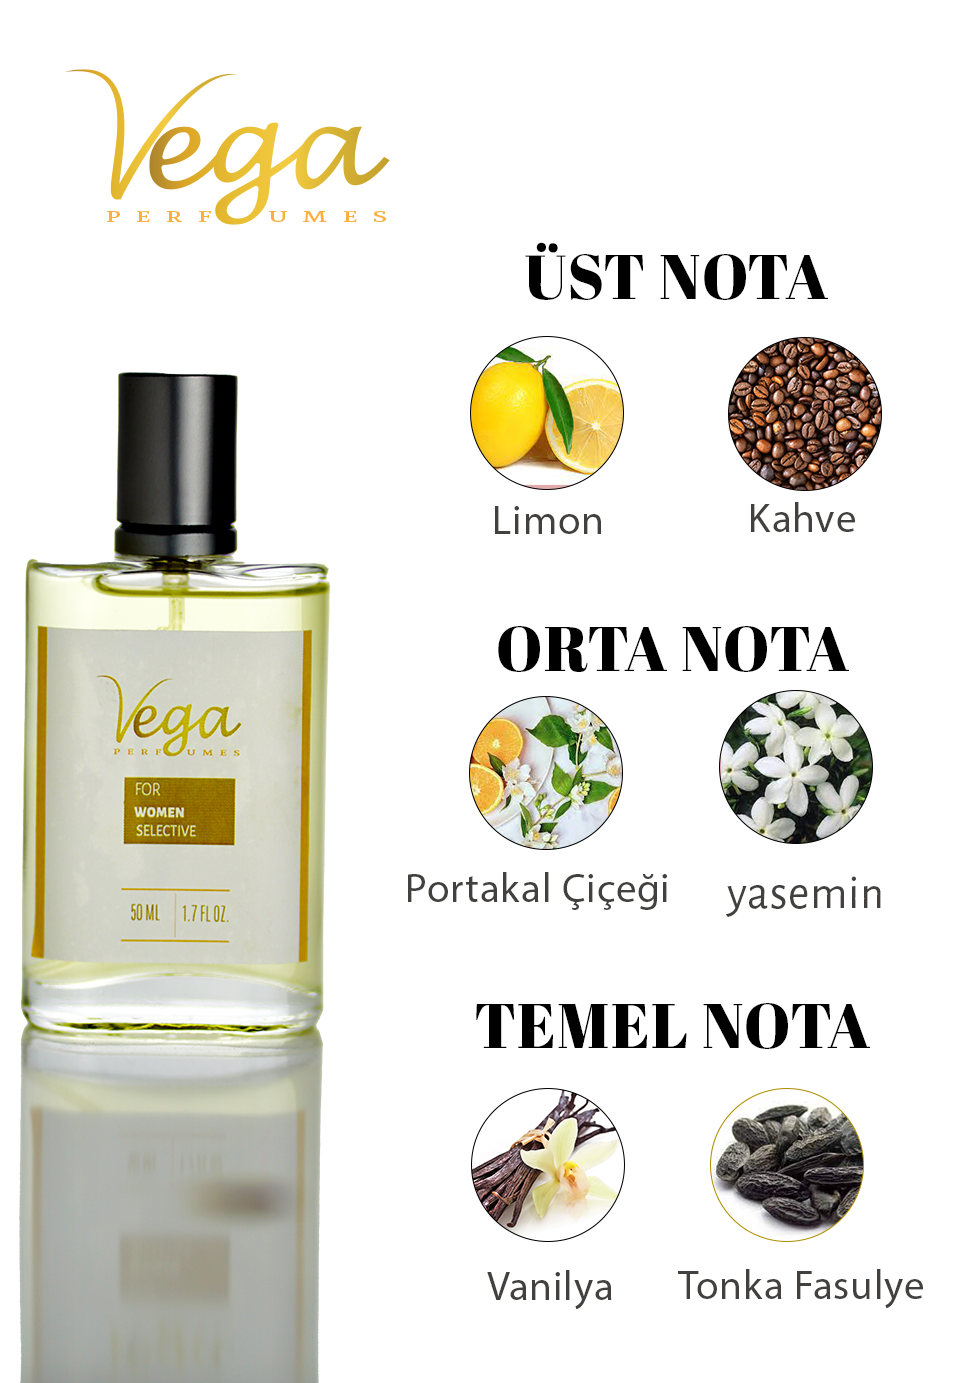 Vega
PERFUMES
ÜST NOTA
Limon
Kahve
ORTA NOTA
Portakal Çiçeği
yasemin
TEMEL NOTA
Vanilya
Tonka Fasulye
Vega
PERFUMES
FOR
WOMEN
SELECTIVE
50 ML
1.7 FL OZ.